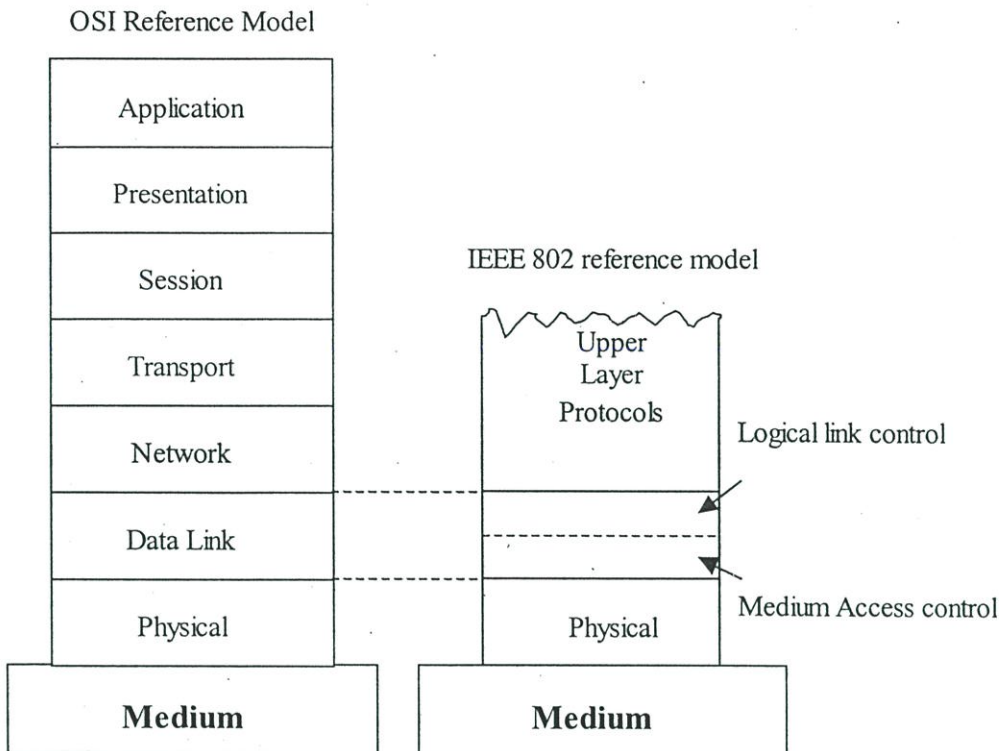 OSI Reference Model
Application
Presentation
Session
Transport
Network
Data Link
Physical
Medium
IEEE 802 reference model
Upper
Layer
Protocols
Logical link control
Medium Access control
Physical
Medium